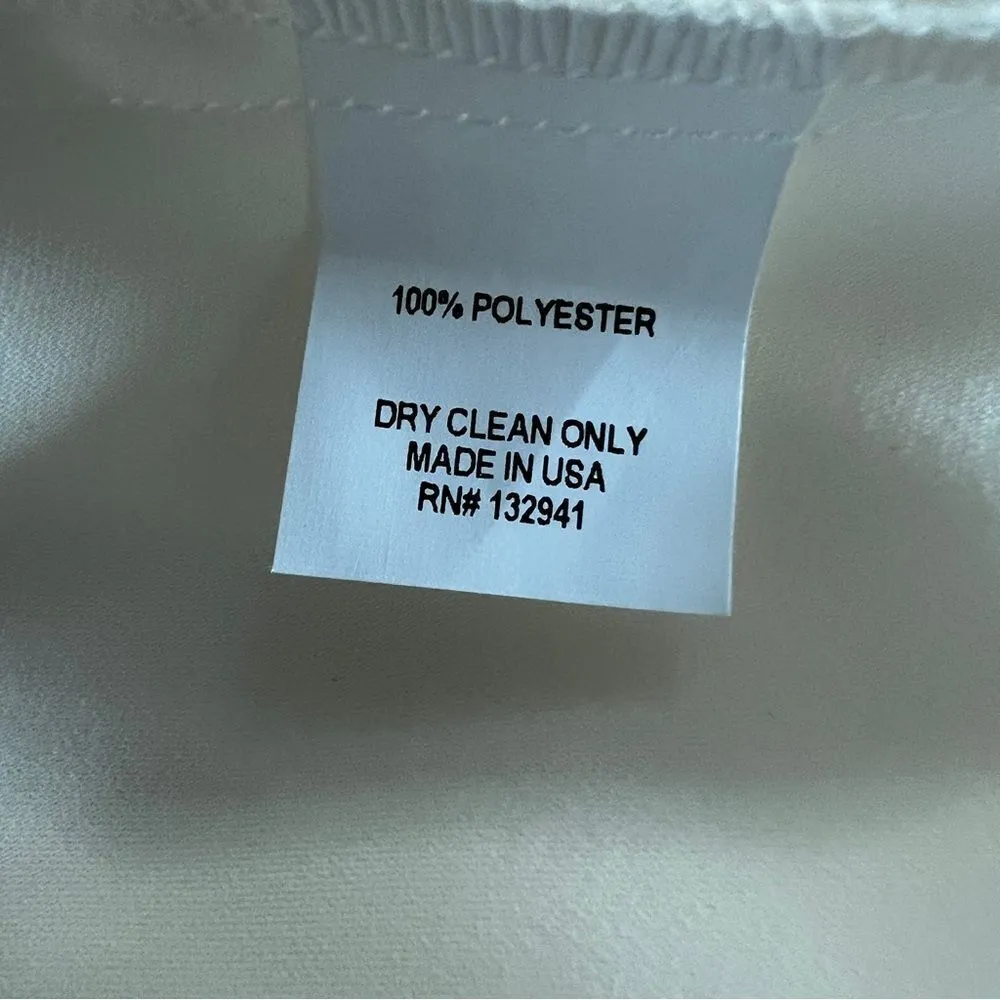 100% POLYESTER
DRY CLEAN ONLY
MADE IN USA
RN# 132941